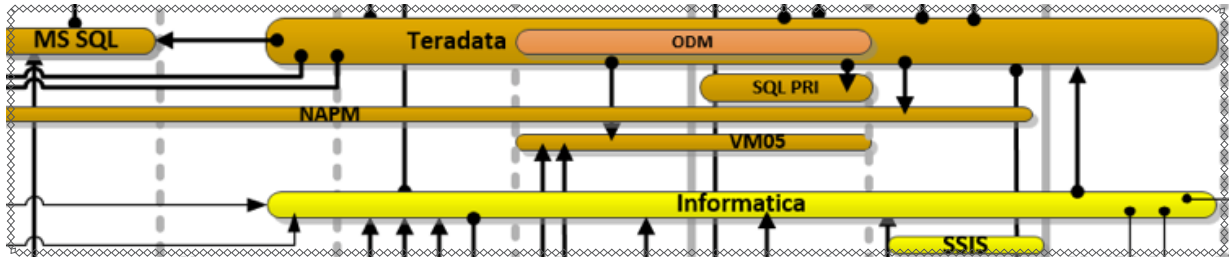 MS SQL
Teradata
ODM
SQL PRI
NAPM
VM05
Informatica
SSIS